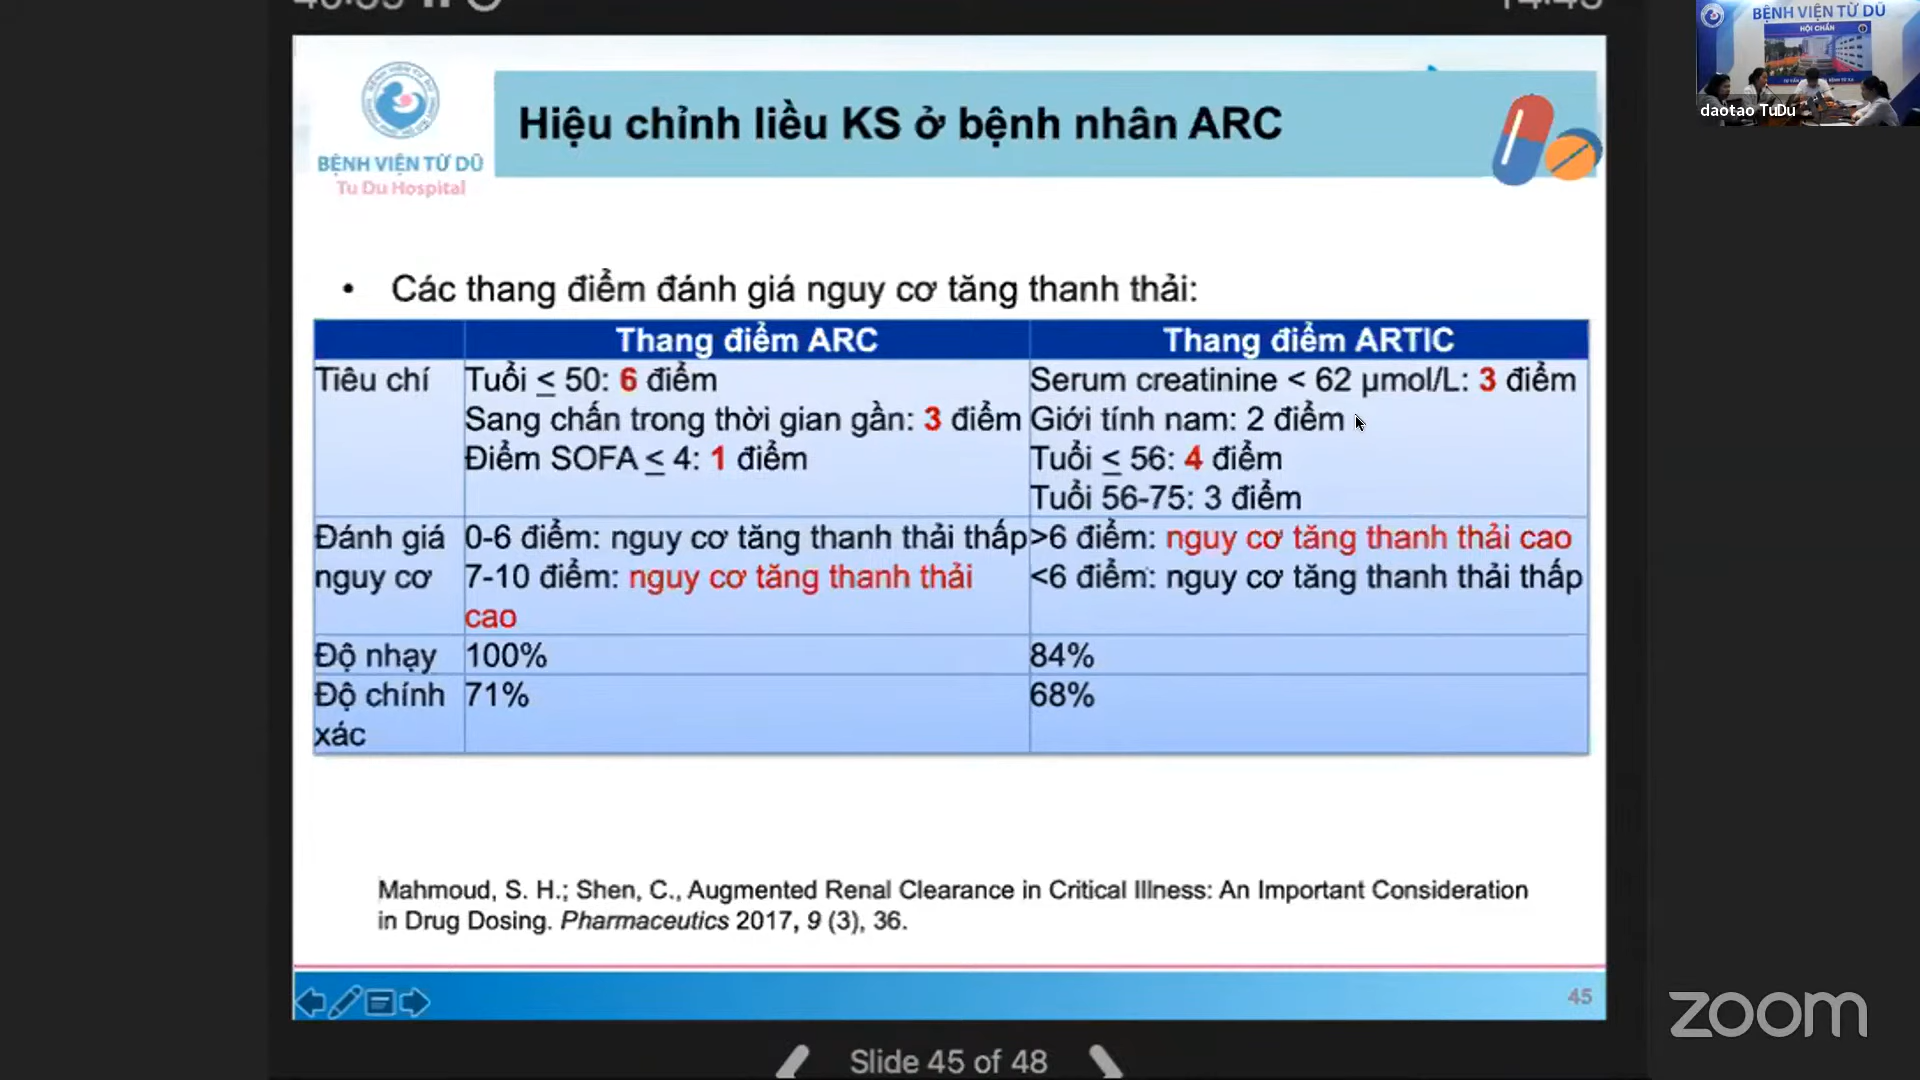 BỆNH VIỆN TỪ DŨ
HỘI CHẨN
daotao TuDu
BỆNH VIỆN TỪ DŨ
Tu Du Hospital
Hiệu chỉnh liều KS ở bệnh nhân ARC
• Các thang điểm đánh giá nguy cơ tăng thanh thải:
Thang điểm ARC
Thang điểm ARTIC
Tiêu chí
Tuổi ≤ 50: 6 điểm
Sang chấn trong thời gian gần: 3 điểm
Điểm SOFA ≤ 4: 1 điểm
Serum creatinine < 62 µmol/L: 3 điểm
Giới tính nam: 2 điểm
Tuổi ≤ 56: 4 điểm
Tuổi 56-75: 3 điểm
Đánh giá
nguy cơ
0-6 điểm: nguy cơ tăng thanh thải thấp
7-10 điểm: nguy cơ tăng thanh thải
cao
>6 điểm: nguy cơ tăng thanh thải cao
<6 điểm: nguy cơ tăng thanh thải thấp
Độ nhạy
100%
84%
Độ chính
xác
71%
68%
Mahmoud, S. H.; Shen, C., Augmented Renal Clearance in Critical Illness: An Important Consideration
in Drug Dosing. Pharmaceutics 2017, 9 (3), 36.
45
zoom
Slide 45 of 48